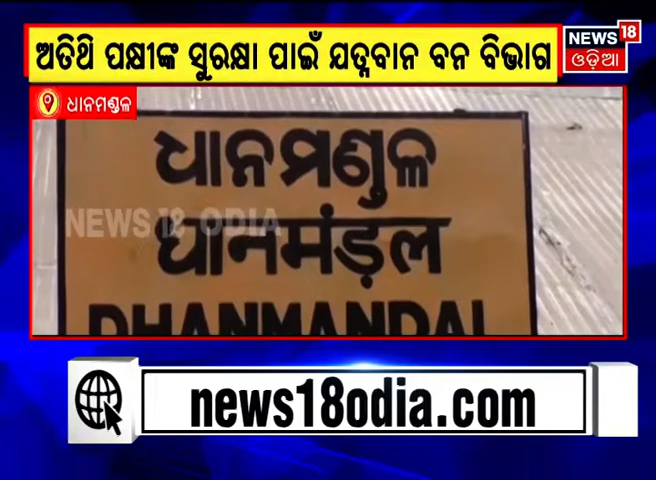 ଅତିଥି ପକ୍ଷୀଙ୍କ ସୁରକ୍ଷା ପାଇଁ ଯତ୍ନବାନ ବନ ବିଭାଗ
NEWS 18
ଓଡ଼ିଆ
ଧାନମଣ୍ଡଳ
ଧାନମଣ୍ଡଳ
NEWS 18 ODIA
धानमंड़ल
DHANMANDAL
news18odia.com